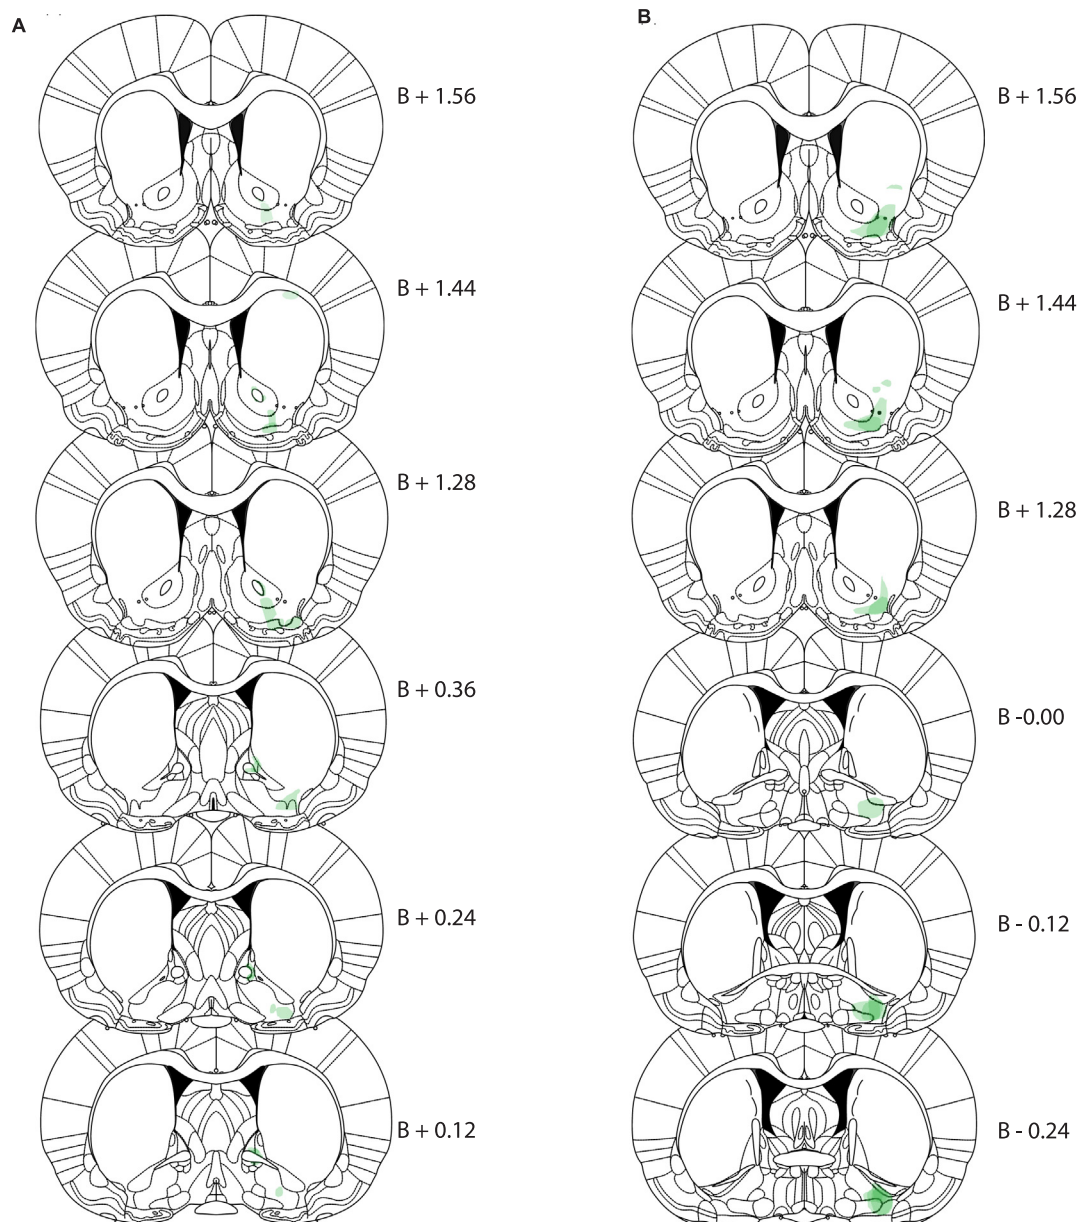 A
B + 1.56
B + 1.44
B + 1.28
B + 0.36
B + 0.24
B + 0.12
B
B + 1.56
B + 1.44
B + 1.28
B -0.00
B - 0.12
B - 0.24